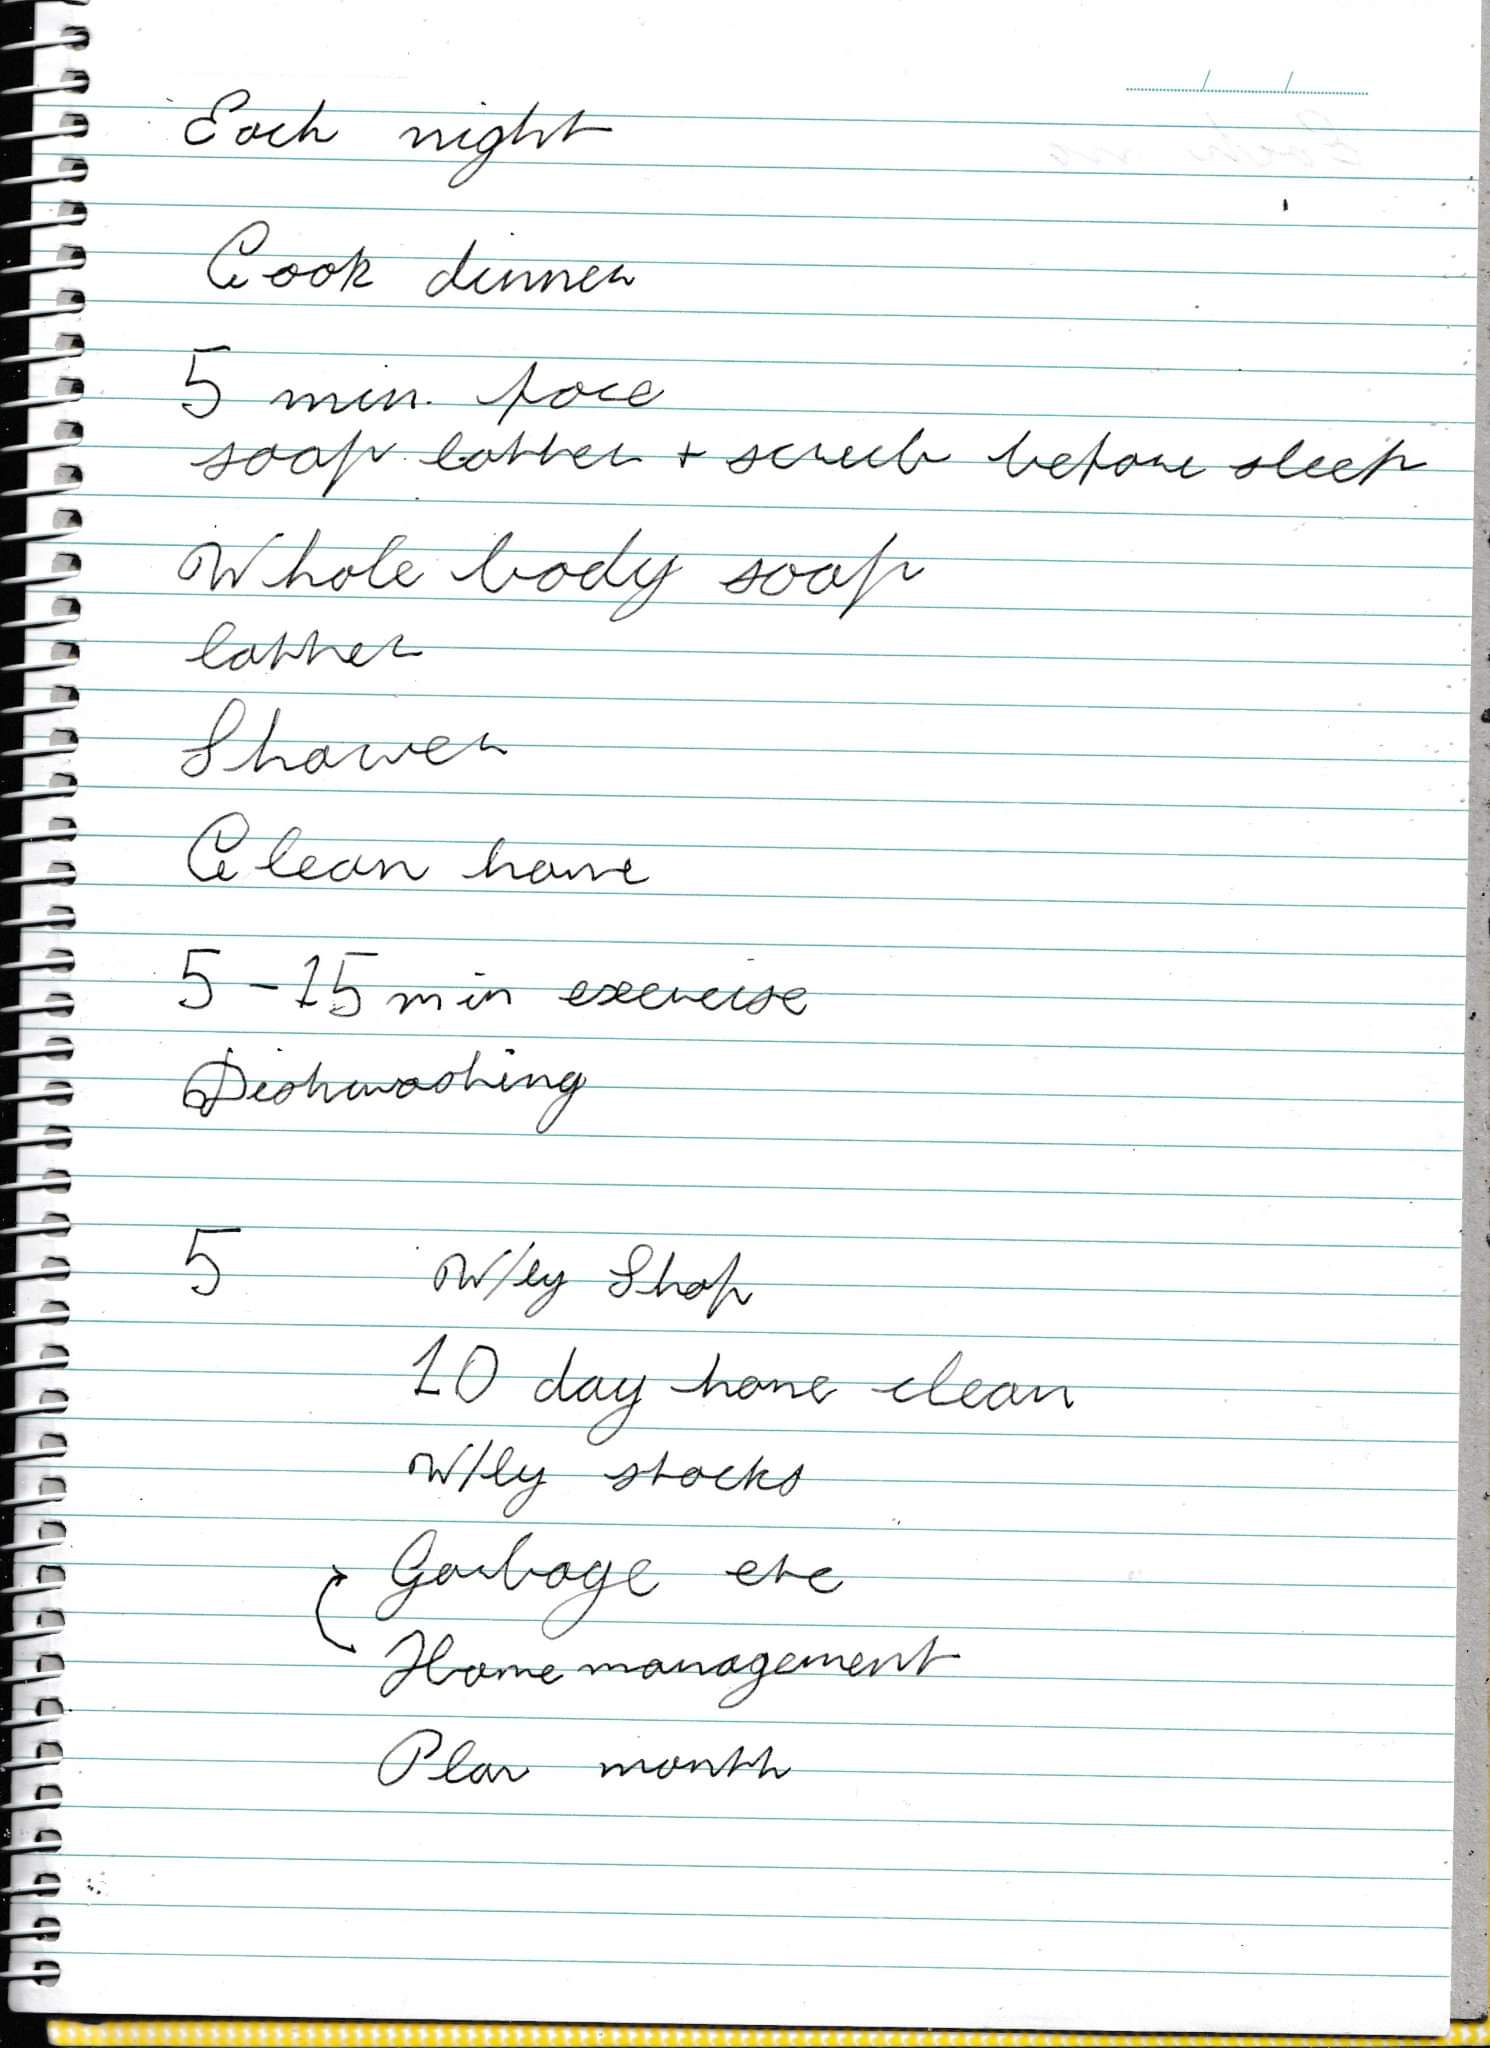 Each night
Cook dinner
5 min. face
soap lather + scrub before sleep
Whole body soap
lather
Shower
Clean home
5 - 15 min exercise
Dishwashing
5 W/ly Shop
10 day home clean
W/ly stocks
Garbage etc
Home management
Plan month